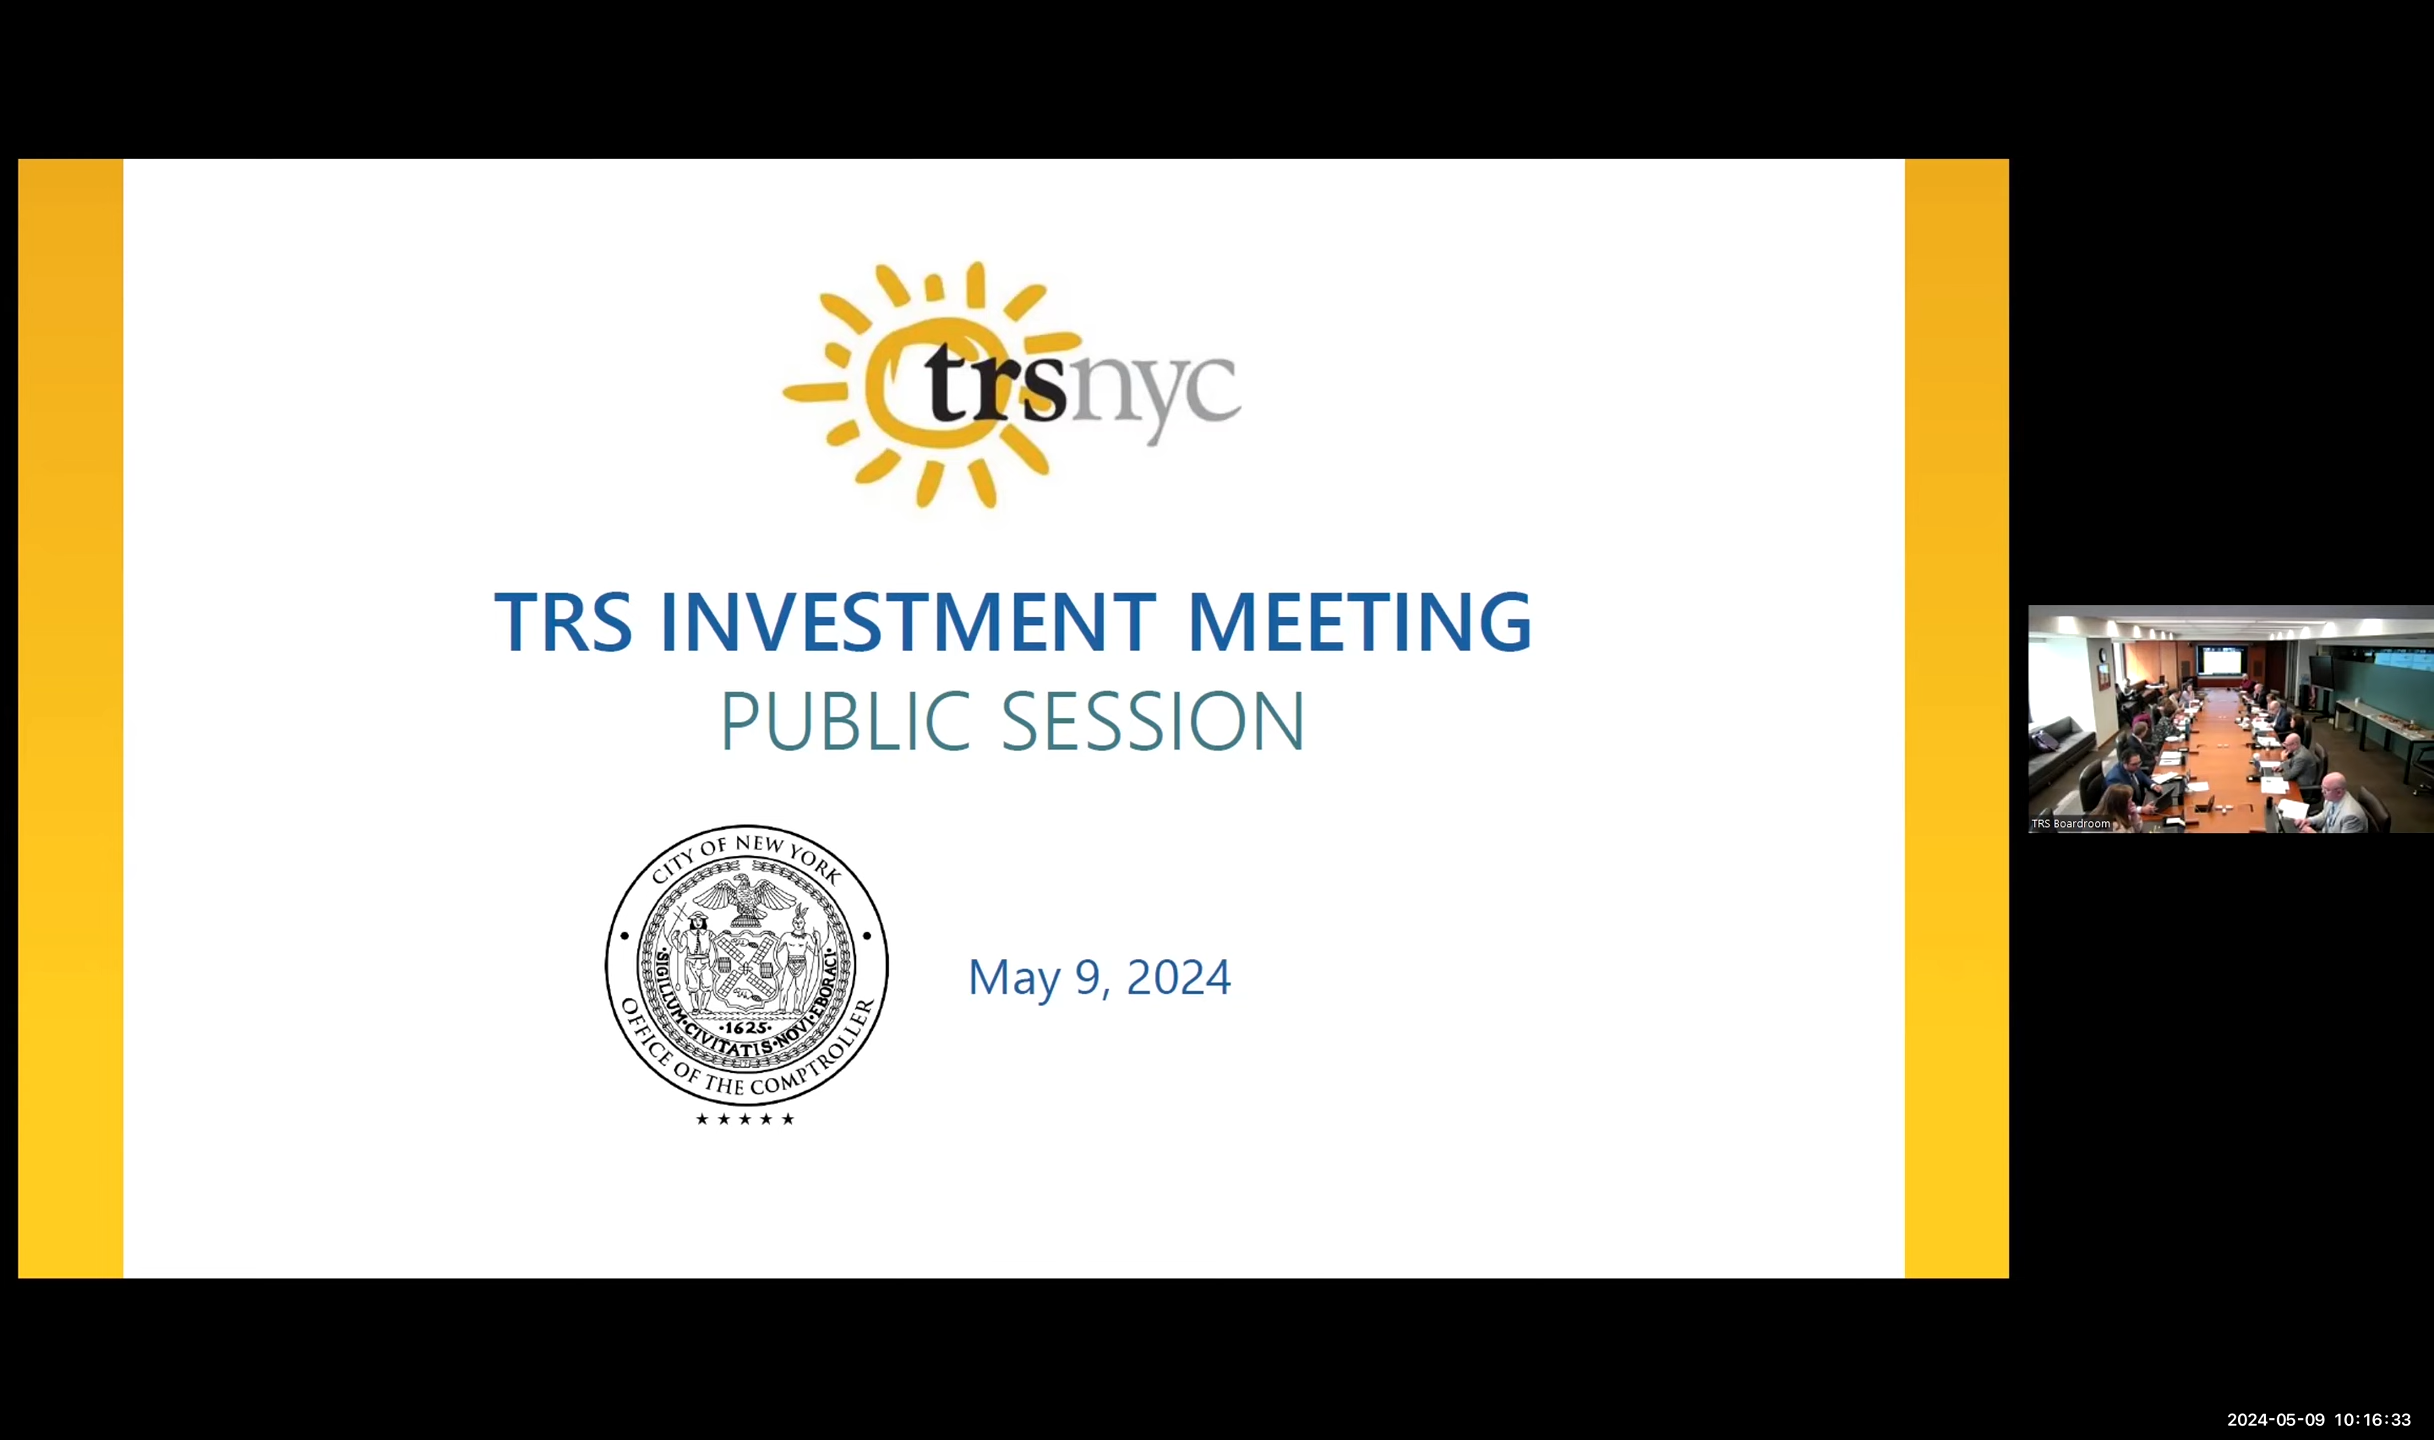 trsnyc
TRS INVESTMENT MEETING
PUBLIC SESSION
CITY OF NEW YORK
SIGILLUM·CIVITATIS·NOVI·EBORACI
·1625·
OFFICE OF THE COMPTROLLER
May 9, 2024
TRS Boardroom
2024-05-09 10:16:33